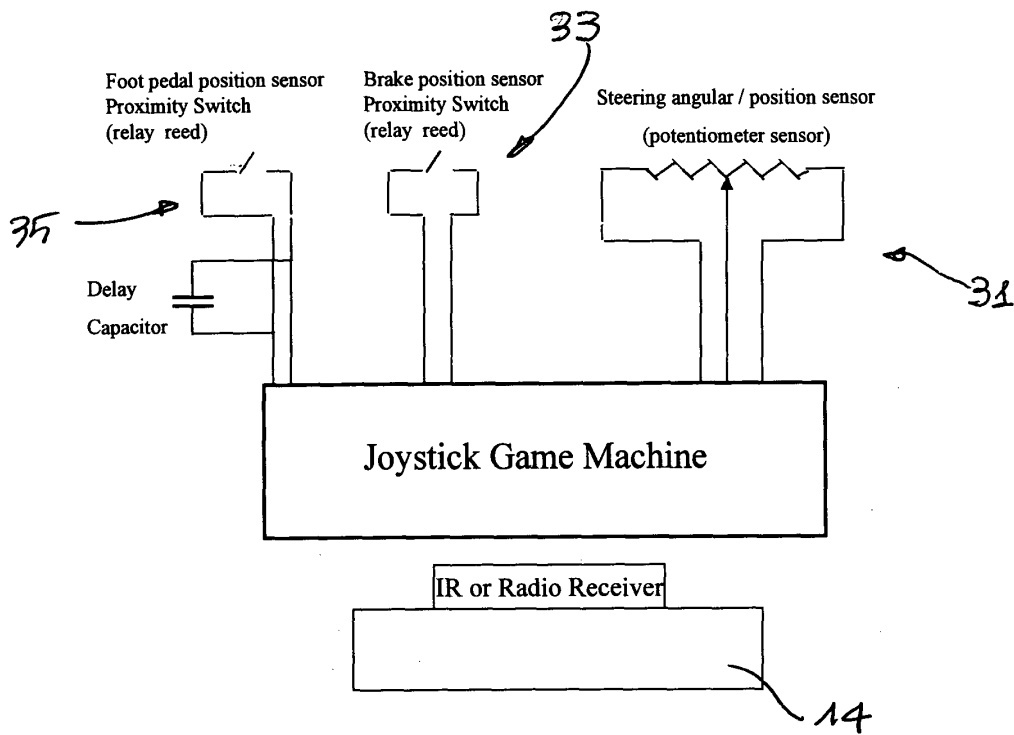 33
Foot pedal position sensor
Proximity Switch
(relay reed)
Brake position sensor
Proximity Switch
(relay reed)
Steering angular / position sensor
(potentiometer sensor)
35
31
Delay
Capacitor
Joystick Game Machine
IR or Radio Receiver
14